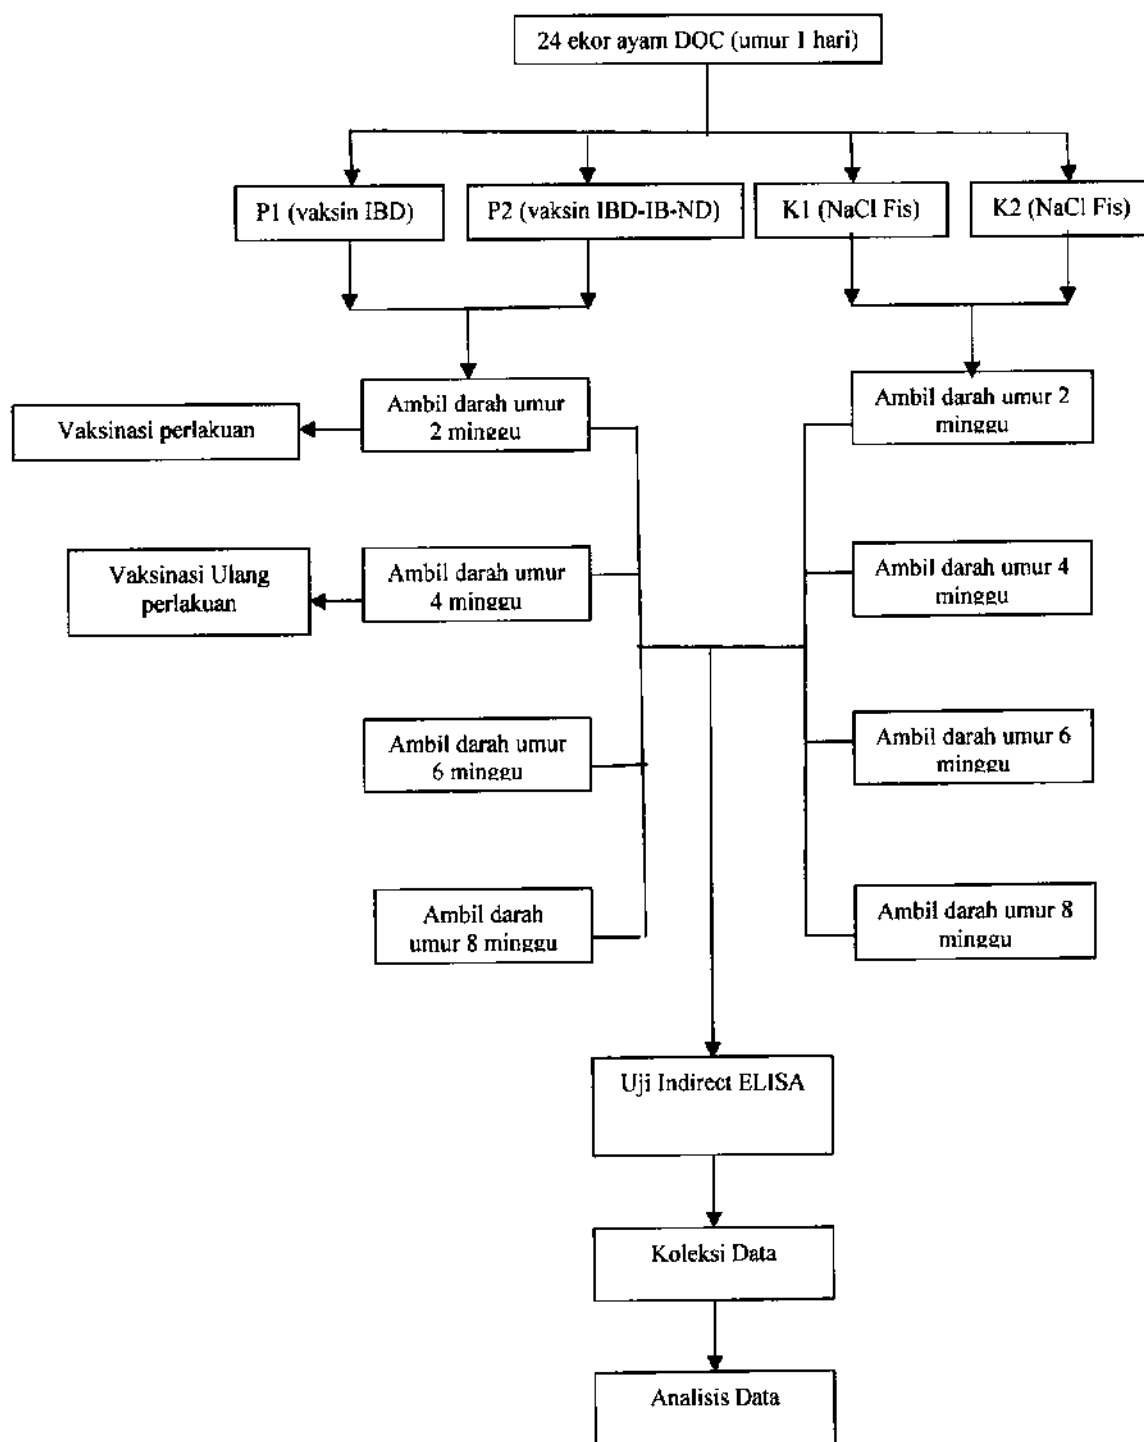 24 ekor ayam DOC (umur 1 hari)
P1 (vaksin IBD)
P2 (vaksin IBD-IB-ND)
K1 (NaCl Fis)
K2 (NaCl Fis)
Ambil darah umur
2 minggu
Ambil darah umur 2
minggu
Vaksinasi perlakuan
Vaksinasi Ulang
perlakuan
Ambil darah umur
4 minggu
Ambil darah umur 4
minggu
Ambil darah umur
6 minggu
Ambil darah umur 6
minggu
Ambil darah
umur 8 minggu
Ambil darah umur 8
minggu
Uji Indirect ELISA
Koleksi Data
Analisis Data